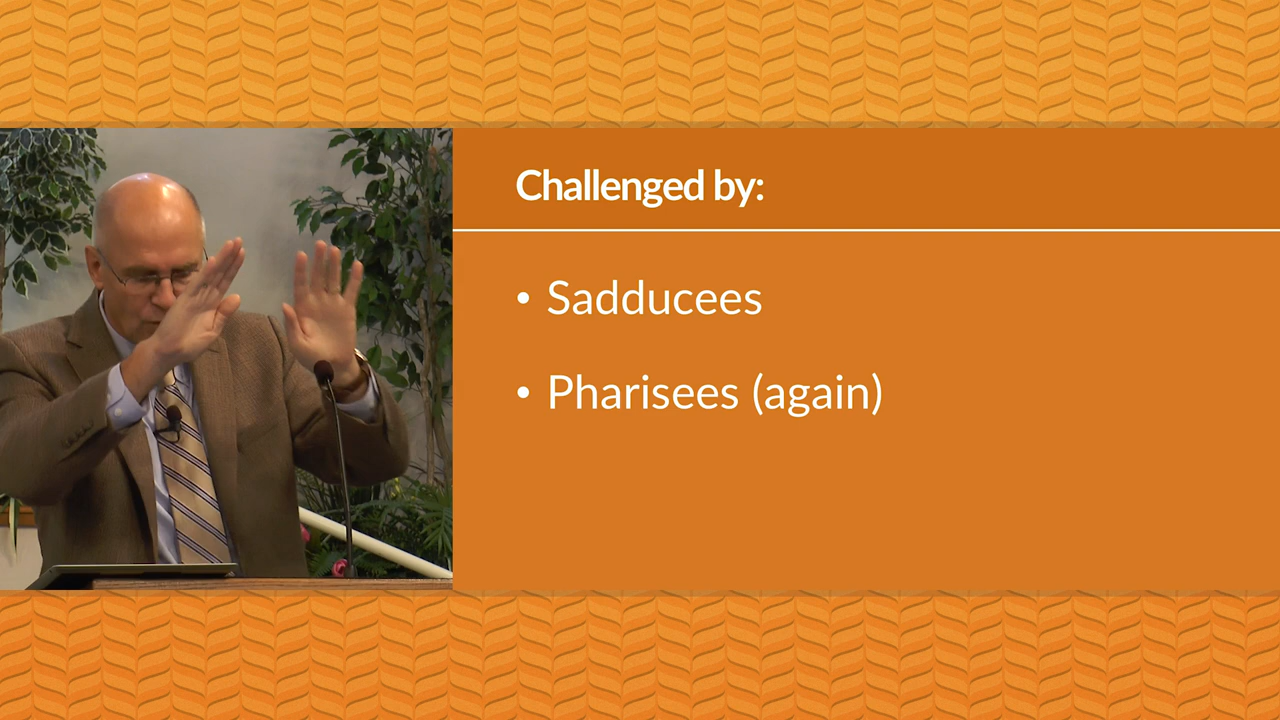 Challenged by:
• Sadducees
• Pharisees (again)